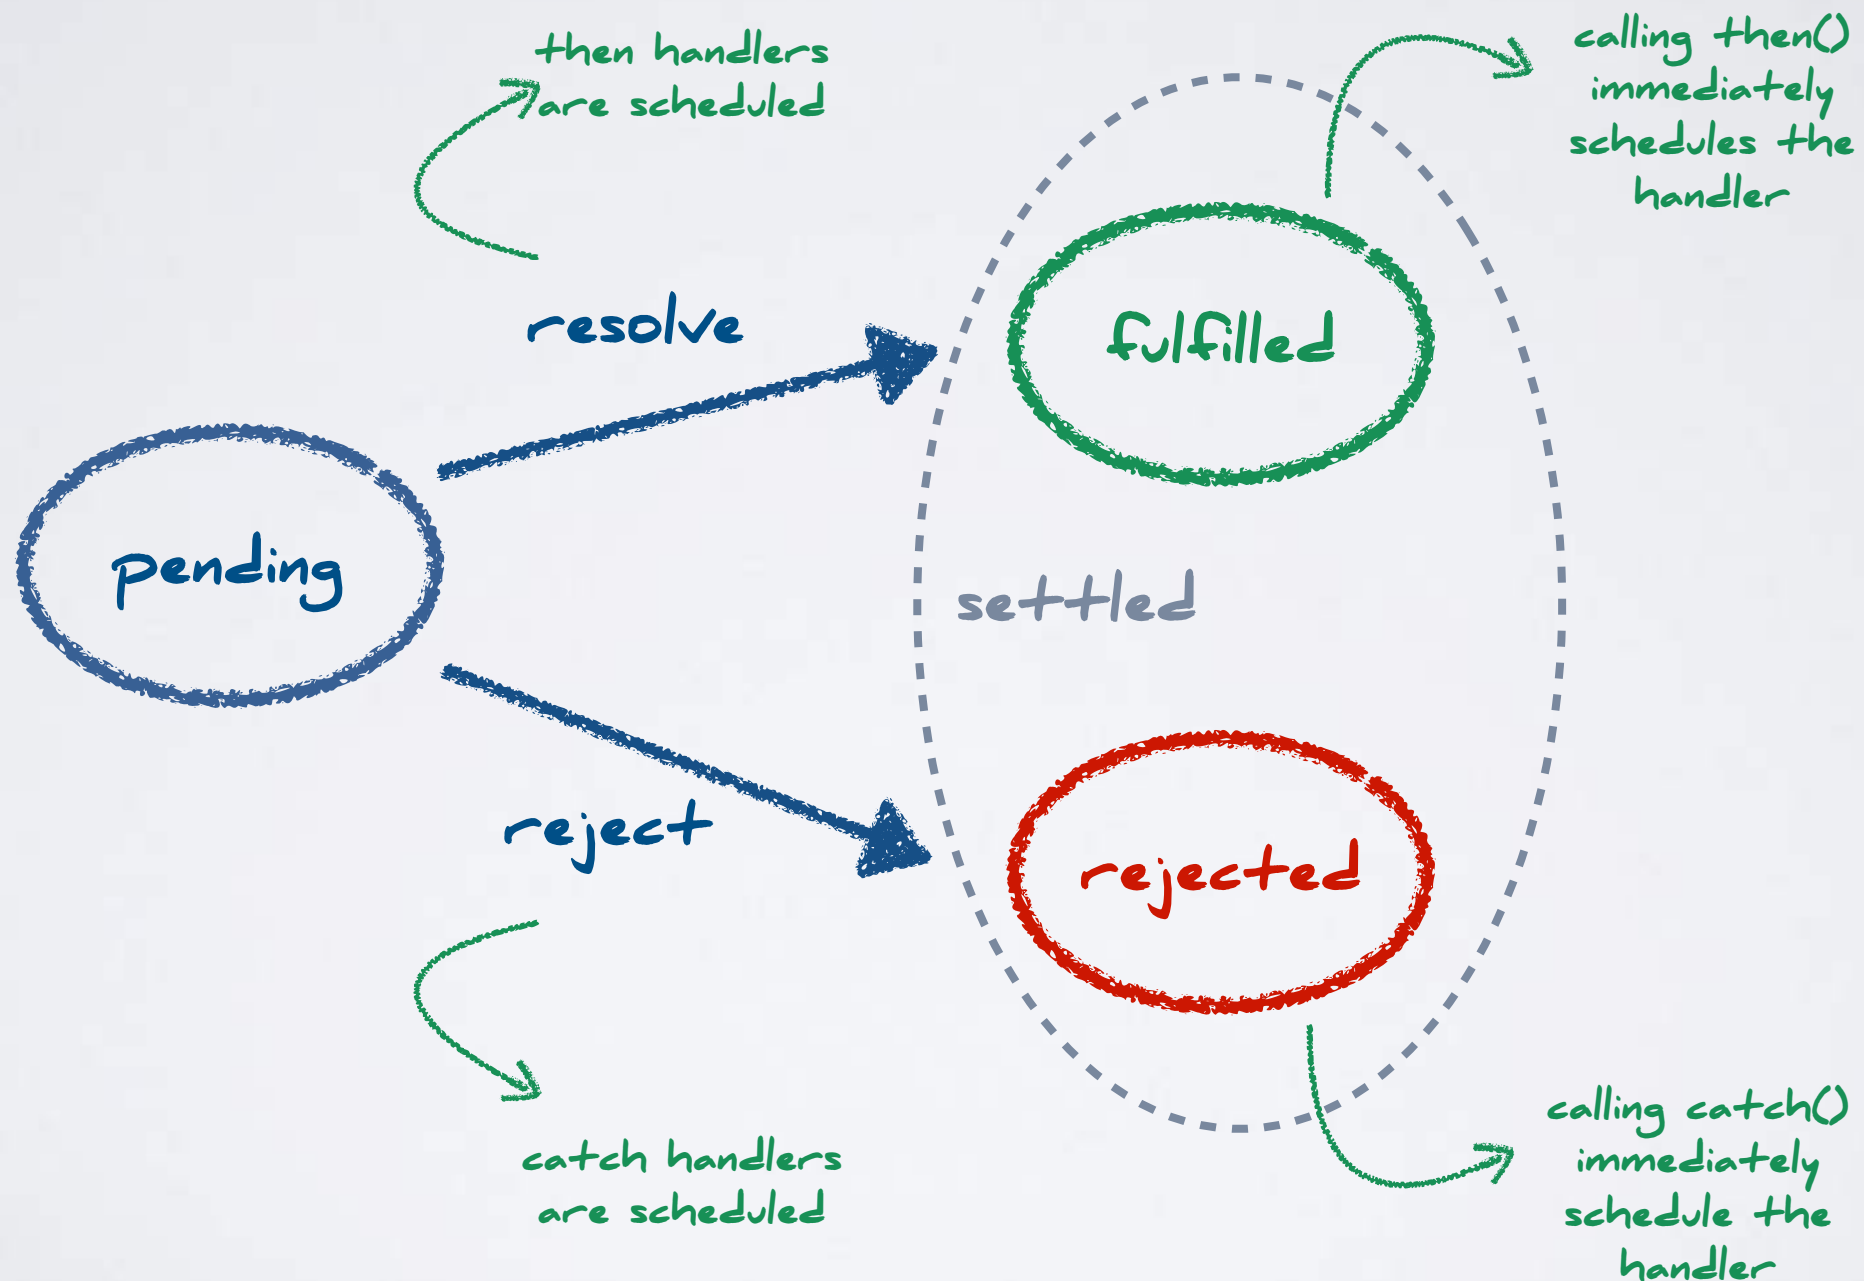 then handlers
are scheduled
calling then()
immediately
schedules the
handler
resolve
fulfilled
pending
settled
reject
rejected
catch handlers
are scheduled
calling catch()
immediately
schedule the
handler